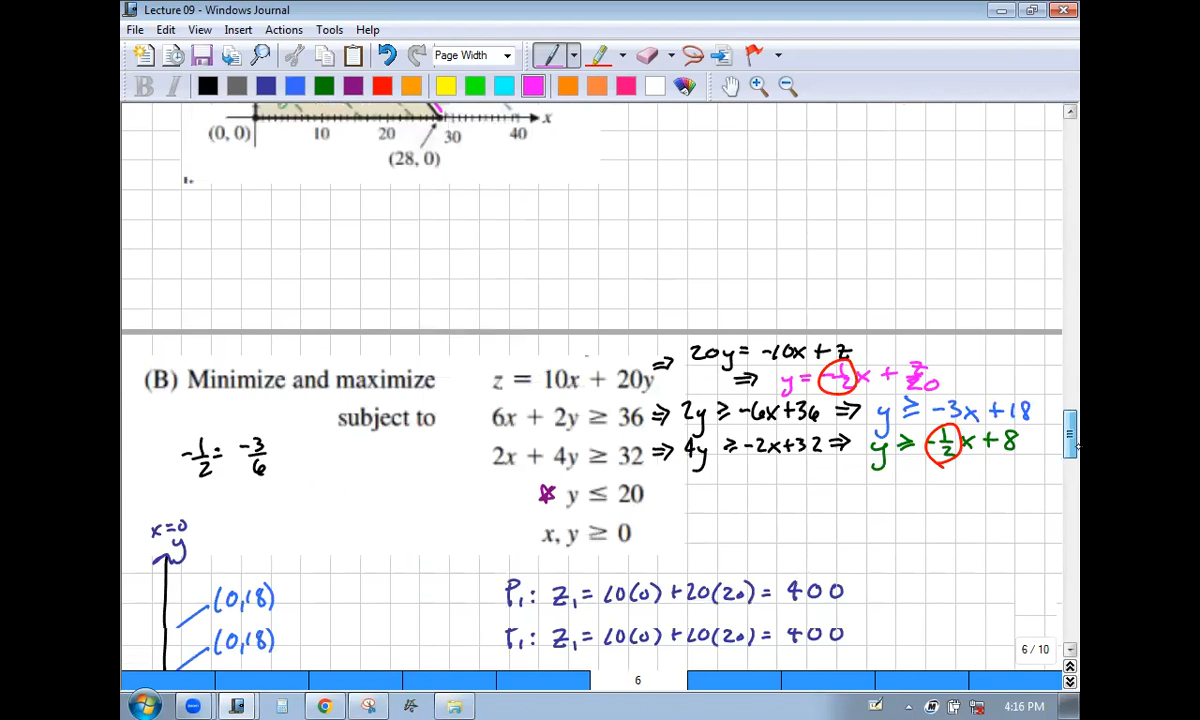 Lecture 09 - Windows Journal
File Edit View Insert Actions Tools Help
Page Width
B I
(0, 0) 10 20 30 40 x
(28, 0)
1.
(B) Minimize and maximize z = 10x + 20y ⇒ 20y = -10x + z
⇒ y = -1/2 x + z/20
subject to 6x + 2y ≥ 36 ⇒ 2y ≥ -6x+36 ⇒ y ≥ -3x + 18
-1/2 = -3/6 2x + 4y ≥ 32 ⇒ 4y ≥ -2x+32 ⇒ y ≥ -1/2 x + 8
* y ≤ 20
x, y ≥ 0
x=0
y
(0,18) P₁: Z₁ = 10(0) + 20(20) = 400
(0,18) P₁: Z₁ = 10(0) + 20(20) = 400
6 / 10
6
4:16 PM